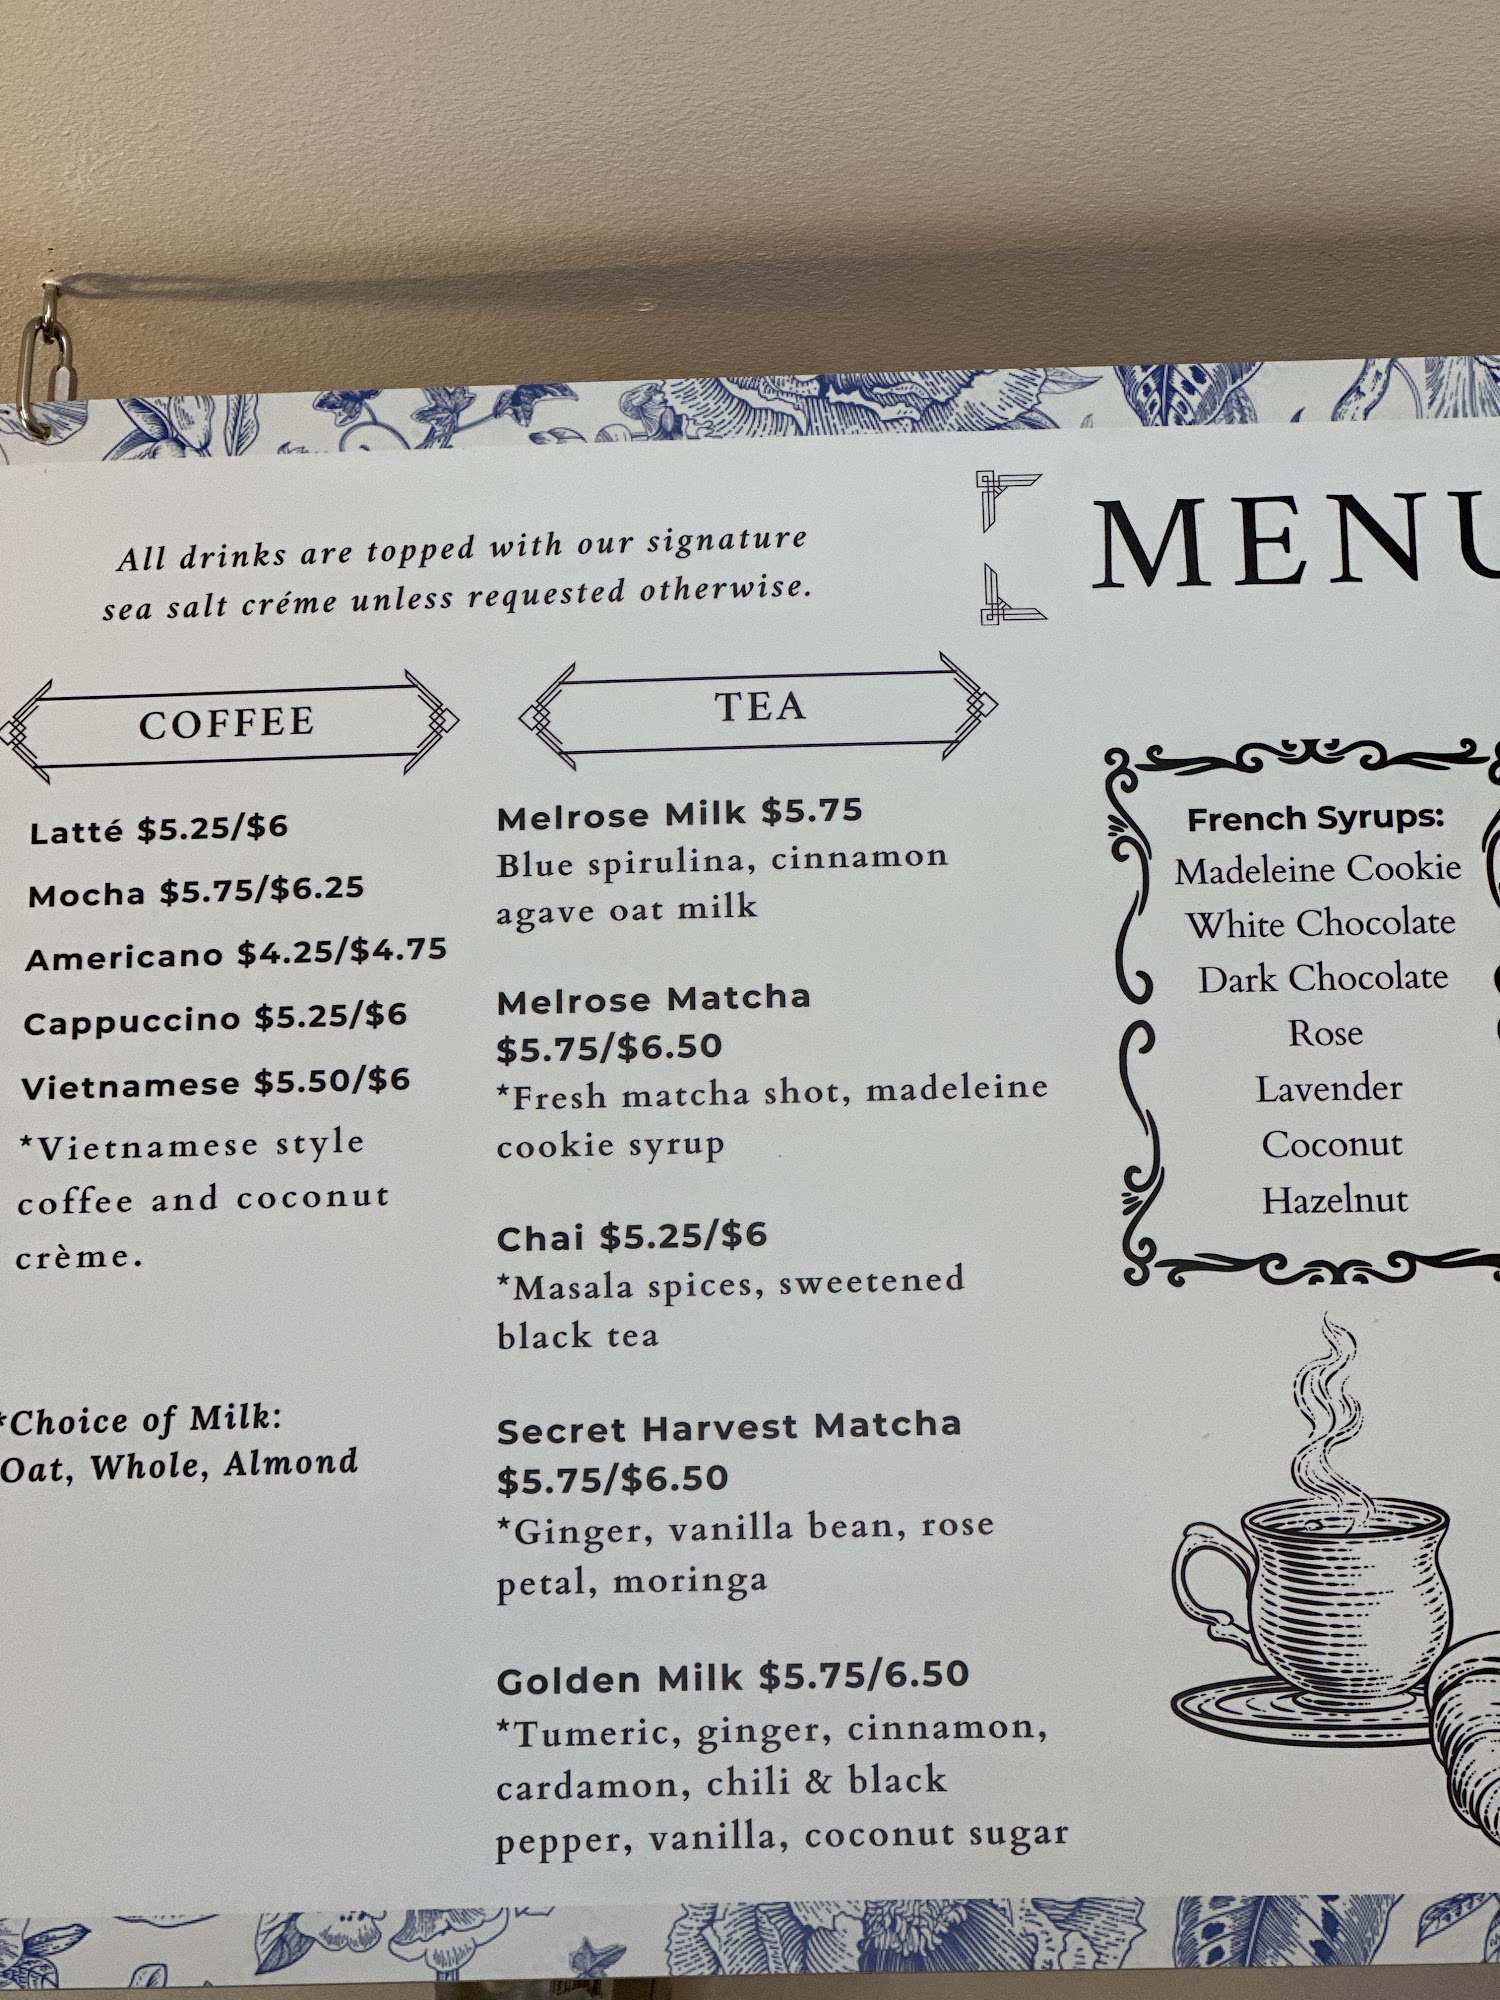 All drinks are topped with our signature
sea salt créme unless requested otherwise.
COFFEE
Latté $5.25/$6
Mocha $5.75/$6.25
Americano $4.25/$4.75
Cappuccino $5.25/$6
Vietnamese $5.50/$6
*Vietnamese style
coffee and coconut
crème.
*Choice of Milk:
Oat, Whole, Almond
TEA
Melrose Milk $5.75
Blue spirulina, cinnamon
agave oat milk
Melrose Matcha
$5.75/$6.50
*Fresh matcha shot, madeleine
cookie syrup
Chai $5.25/$6
*Masala spices, sweetened
black tea
Secret Harvest Matcha
$5.75/$6.50
*Ginger, vanilla bean, rose
petal, moringa
Golden Milk $5.75/6.50
*Tumeric, ginger, cinnamon,
cardamon, chili & black
pepper, vanilla, coconut sugar
MENU
French Syrups:
Madeleine Cookie
White Chocolate
Dark Chocolate
Rose
Lavender
Coconut
Hazelnut